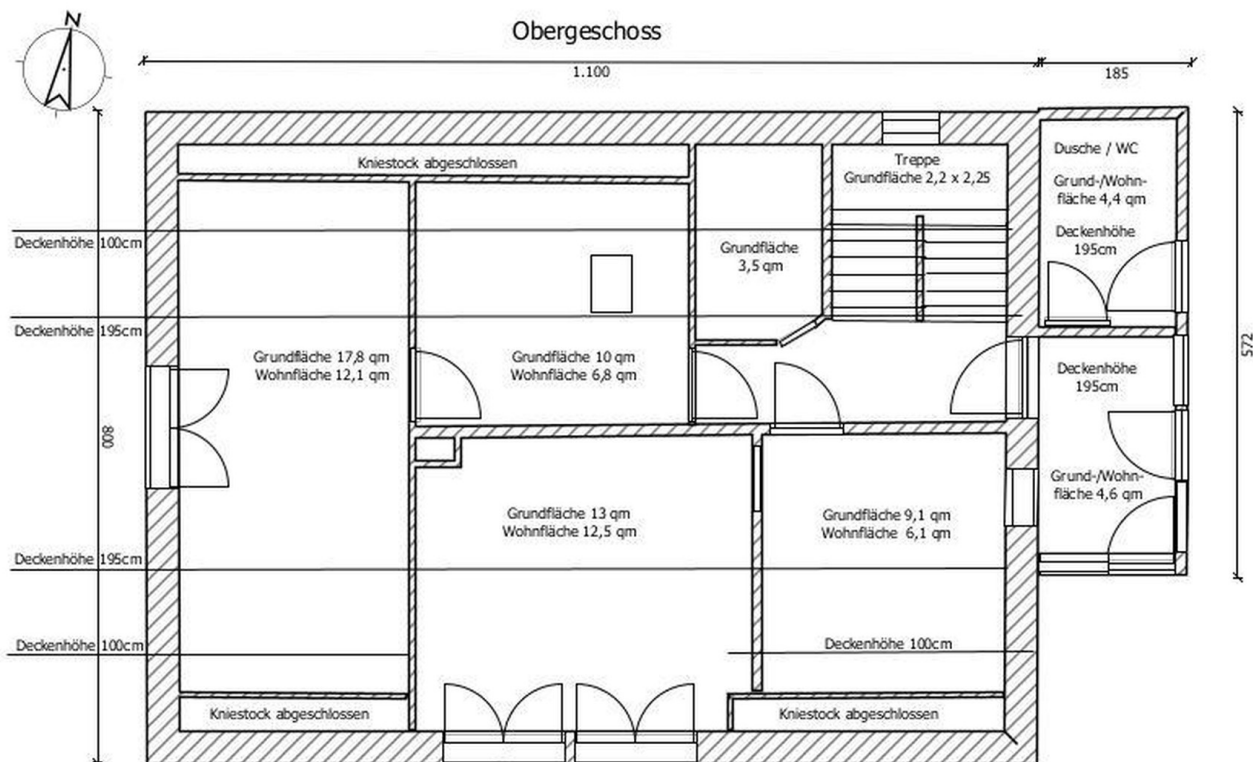 N
Obergeschoss
1.100
185
Kniestock abgeschlossen
Treppe
Grundfläche 2,2 x 2,25
Dusche / WC
Grund-/Wohn-
fläche 4,4 qm
Deckenhöhe
195cm
Deckenhöhe 100cm
Grundfläche
3,5 qm
Deckenhöhe 195cm
Grundfläche 17,8 qm
Wohnfläche 12,1 qm
Grundfläche 10 qm
Wohnfläche 6,8 qm
Deckenhöhe
195cm
572
800
Grund-/Wohn-
fläche 4,6 qm
Grundfläche 13 qm
Wohnfläche 12,5 qm
Grundfläche 9,1 qm
Wohnfläche 6,1 qm
Deckenhöhe 195cm
Deckenhöhe 100cm
Deckenhöhe 100cm
Kniestock abgeschlossen
Kniestock abgeschlossen